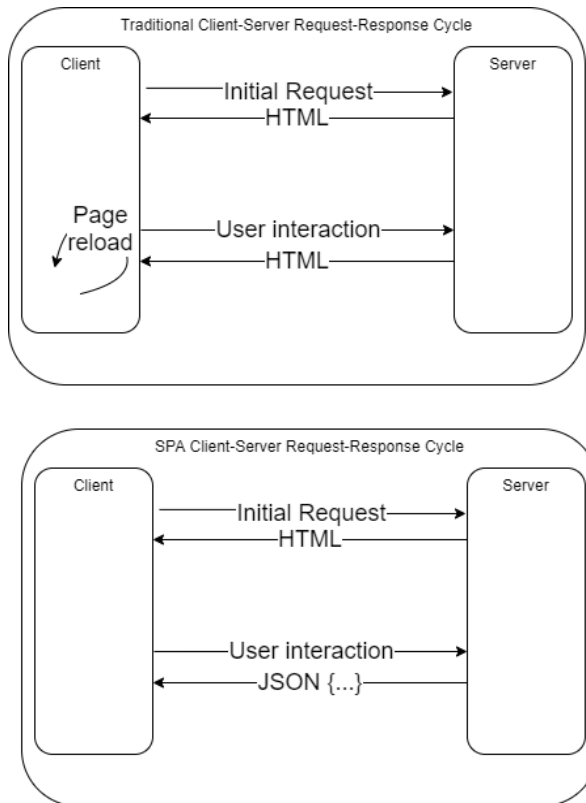 Traditional Client-Server Request-Response Cycle
Client
Server
Initial Request
HTML
Page
reload
User interaction
HTML
SPA Client-Server Request-Response Cycle
Client
Server
Initial Request
HTML
User interaction
JSON {...}